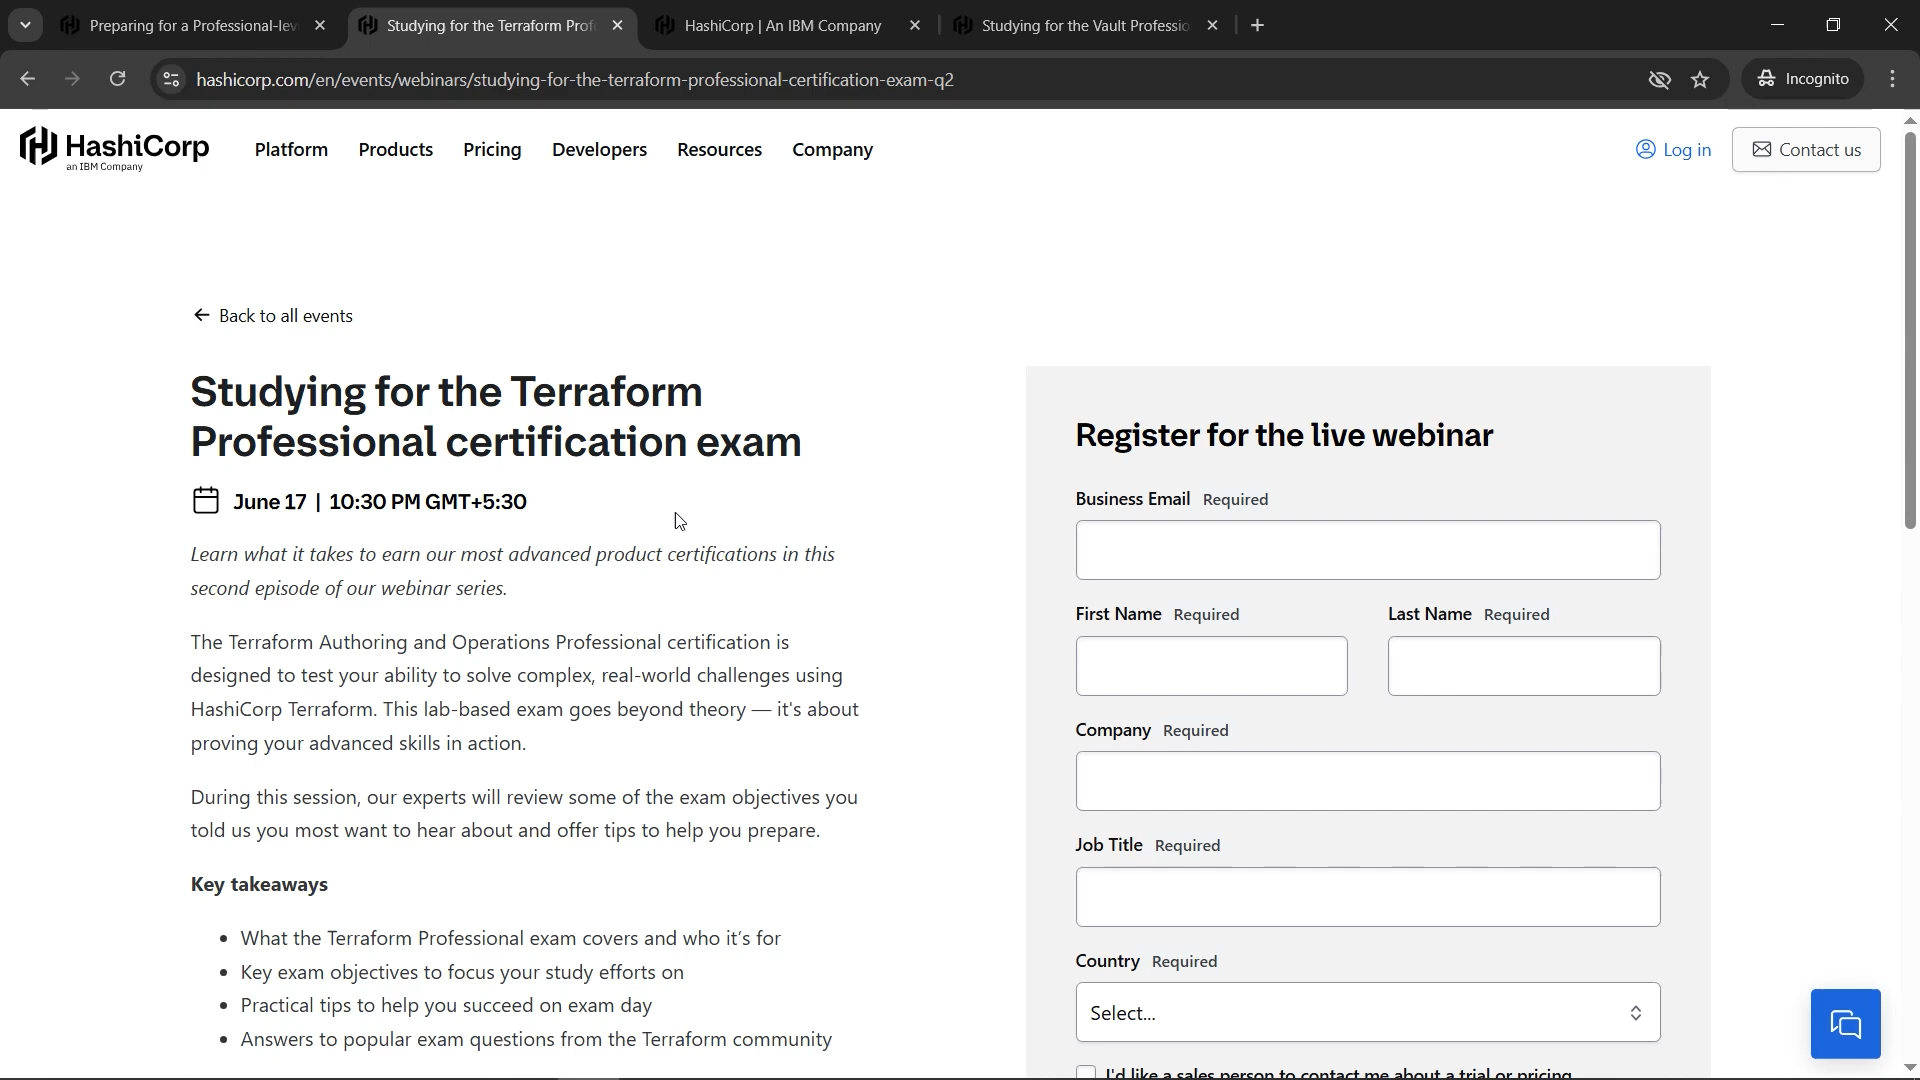 Preparing for a Professional-lev
Studying for the Terraform Prof
HashiCorp | An IBM Company
Studying for the Vault Professio
hashicorp.com/en/events/webinars/studying-for-the-terraform-professional-certification-exam-q2
Incognito
HashiCorp
an IBM Company
Platform
Products
Pricing
Developers
Resources
Company
Log in
Contact us
Back to all events
Studying for the Terraform
Professional certification exam
June 17 | 10:30 PM GMT+5:30
Learn what it takes to earn our most advanced product certifications in this
second episode of our webinar series.
The Terraform Authoring and Operations Professional certification is
designed to test your ability to solve complex, real-world challenges using
HashiCorp Terraform. This lab-based exam goes beyond theory — it's about
proving your advanced skills in action.
During this session, our experts will review some of the exam objectives you
told us you most want to hear about and offer tips to help you prepare.
Key takeaways
• What the Terraform Professional exam covers and who it’s for
• Key exam objectives to focus your study efforts on
• Practical tips to help you succeed on exam day
• Answers to popular exam questions from the Terraform community
Register for the live webinar
Business Email Required
First Name Required
Last Name Required
Company Required
Job Title Required
Country Required
Select...
I'd like a sales person to contact me about a trial or pricing